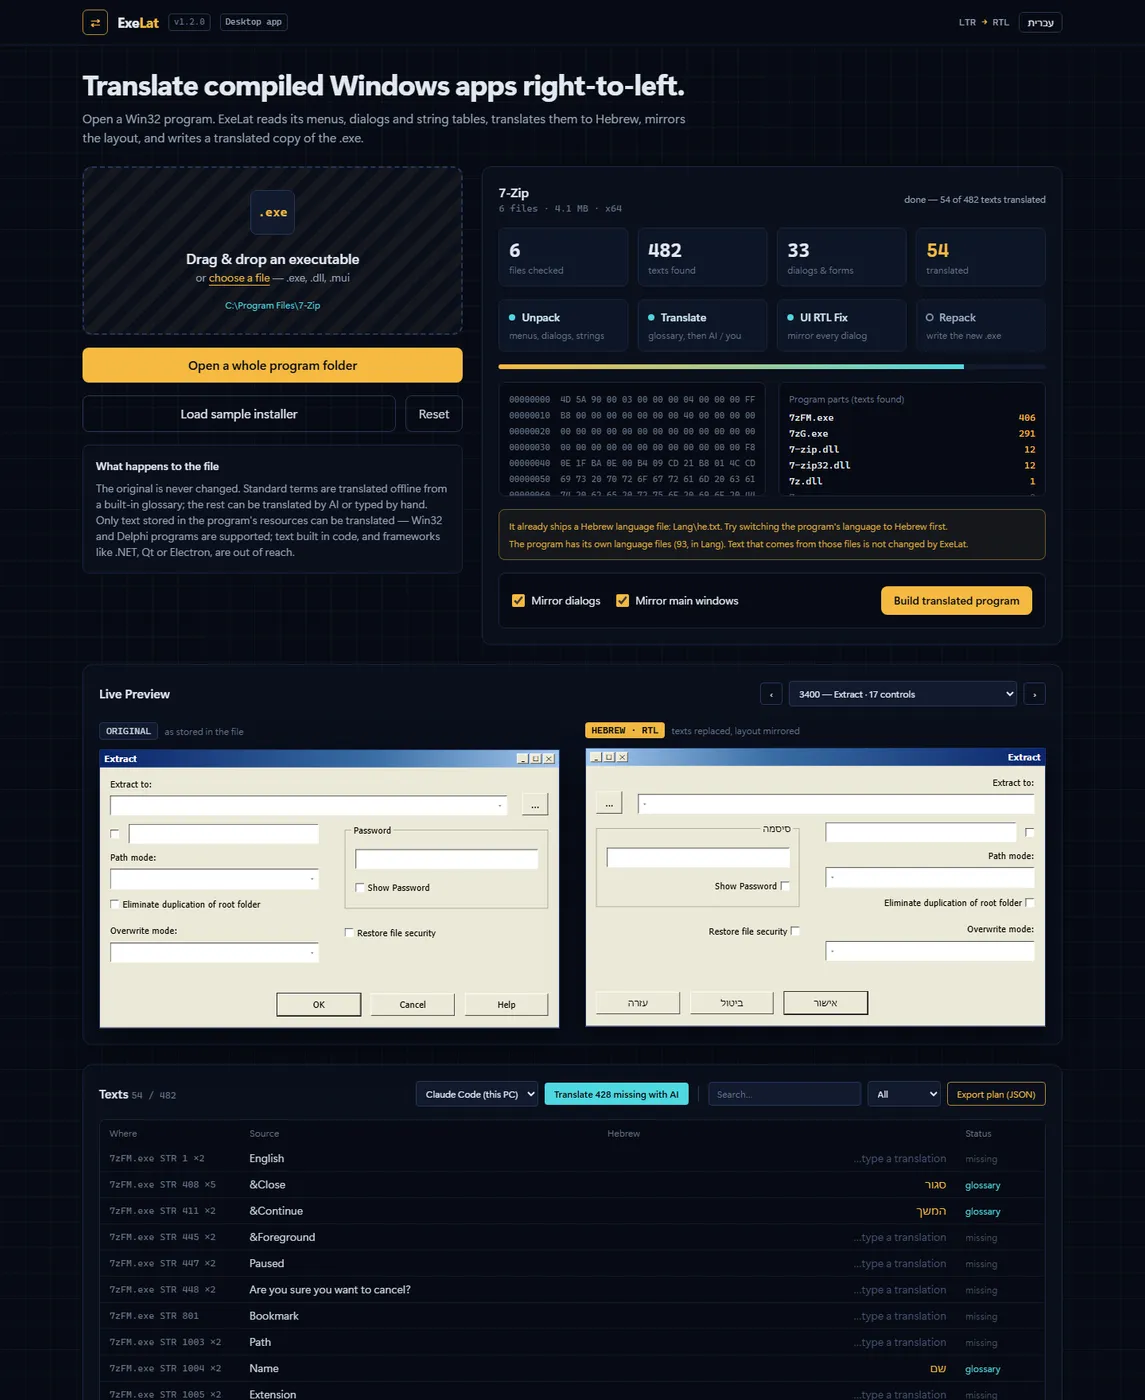 ExeLat v1.2.0 Desktop app
LTR → RTL עברית
Translate compiled Windows apps right-to-left.
Open a Win32 program. ExeLat reads its menus, dialogs and string tables, translates them to Hebrew, mirrors
the layout, and writes a translated copy of the .exe.
.exe
Drag & drop an executable
or choose a file — .exe, .dll, .mui
C:\Program Files\7-Zip
Open a whole program folder
Load sample installer
Reset
What happens to the file
The original is never changed. Standard terms are translated offline from
a built-in glossary; the rest can be translated by AI or typed by hand.
Only text stored in the program's resources can be translated — Win32
and Delphi programs are supported; text built in code, and frameworks
like .NET, Qt or Electron, are out of reach.
7-Zip
6 files · 4.1 MB · x64
done — 54 of 482 texts translated
6
files checked
482
texts found
33
dialogs & forms
54
translated
Unpack
menus, dialogs, strings
Translate
glossary, then AI / you
UI RTL Fix
mirror every dialog
Repack
write the new .exe
00000000 4D 5A 90 00 03 00 00 00 04 00 00 00 FF
00000010 B8 00 00 00 00 00 00 00 40 00 00 00 00
00000020 00 00 00 00 00 00 00 00 00 00 00 00 00
00000030 00 00 00 00 00 00 00 00 00 00 00 00 F8
00000040 0E 1F BA 0E 00 B4 09 CD 21 B8 01 4C CD
00000050 69 73 20 70 72 6F 67 72 61 6D 20 63 61
Program parts (texts found)
7zFM.exe 406
7zG.exe 291
7-zip.dll 12
7-zip32.dll 12
7z.dll 1
It already ships a Hebrew language file: Lang\he.txt. Try switching the program's language to Hebrew first.
The program has its own language files (93, in Lang). Text that comes from those files is not changed by ExeLat.
Mirror dialogs
Mirror main windows
Build translated program
Live Preview
‹
3400 — Extract · 17 controls
›
ORIGINAL as stored in the file
Extract
Extract to:
...
Password
Path mode:
Show Password
Eliminate duplication of root folder
Overwrite mode:
Restore file security
OK
Cancel
Help
HEBREW · RTL texts replaced, layout mirrored
Extract
Extract to:
...
סיסמה
Path mode:
Show Password
Eliminate duplication of root folder
Overwrite mode:
Restore file security
עזרה
ביטול
אישור
Texts 54 / 482
Claude Code (this PC)
Translate 428 missing with AI
Search...
All
Export plan (JSON)
Where Source Hebrew Status
7zFM.exe STR 1 ×2 English ...type a translation missing
7zFM.exe STR 408 ×5 &Close סגור glossary
7zFM.exe STR 411 ×2 &Continue המשך glossary
7zFM.exe STR 445 ×2 &Foreground ...type a translation missing
7zFM.exe STR 447 ×2 Paused ...type a translation missing
7zFM.exe STR 448 ×2 Are you sure you want to cancel? ...type a translation missing
7zFM.exe STR 801 Bookmark ...type a translation missing
7zFM.exe STR 1003 ×2 Path ...type a translation missing
7zFM.exe STR 1004 ×2 Name שם glossary
7zFM.exe STR 1005 ×2 Extension ...type a translation missing